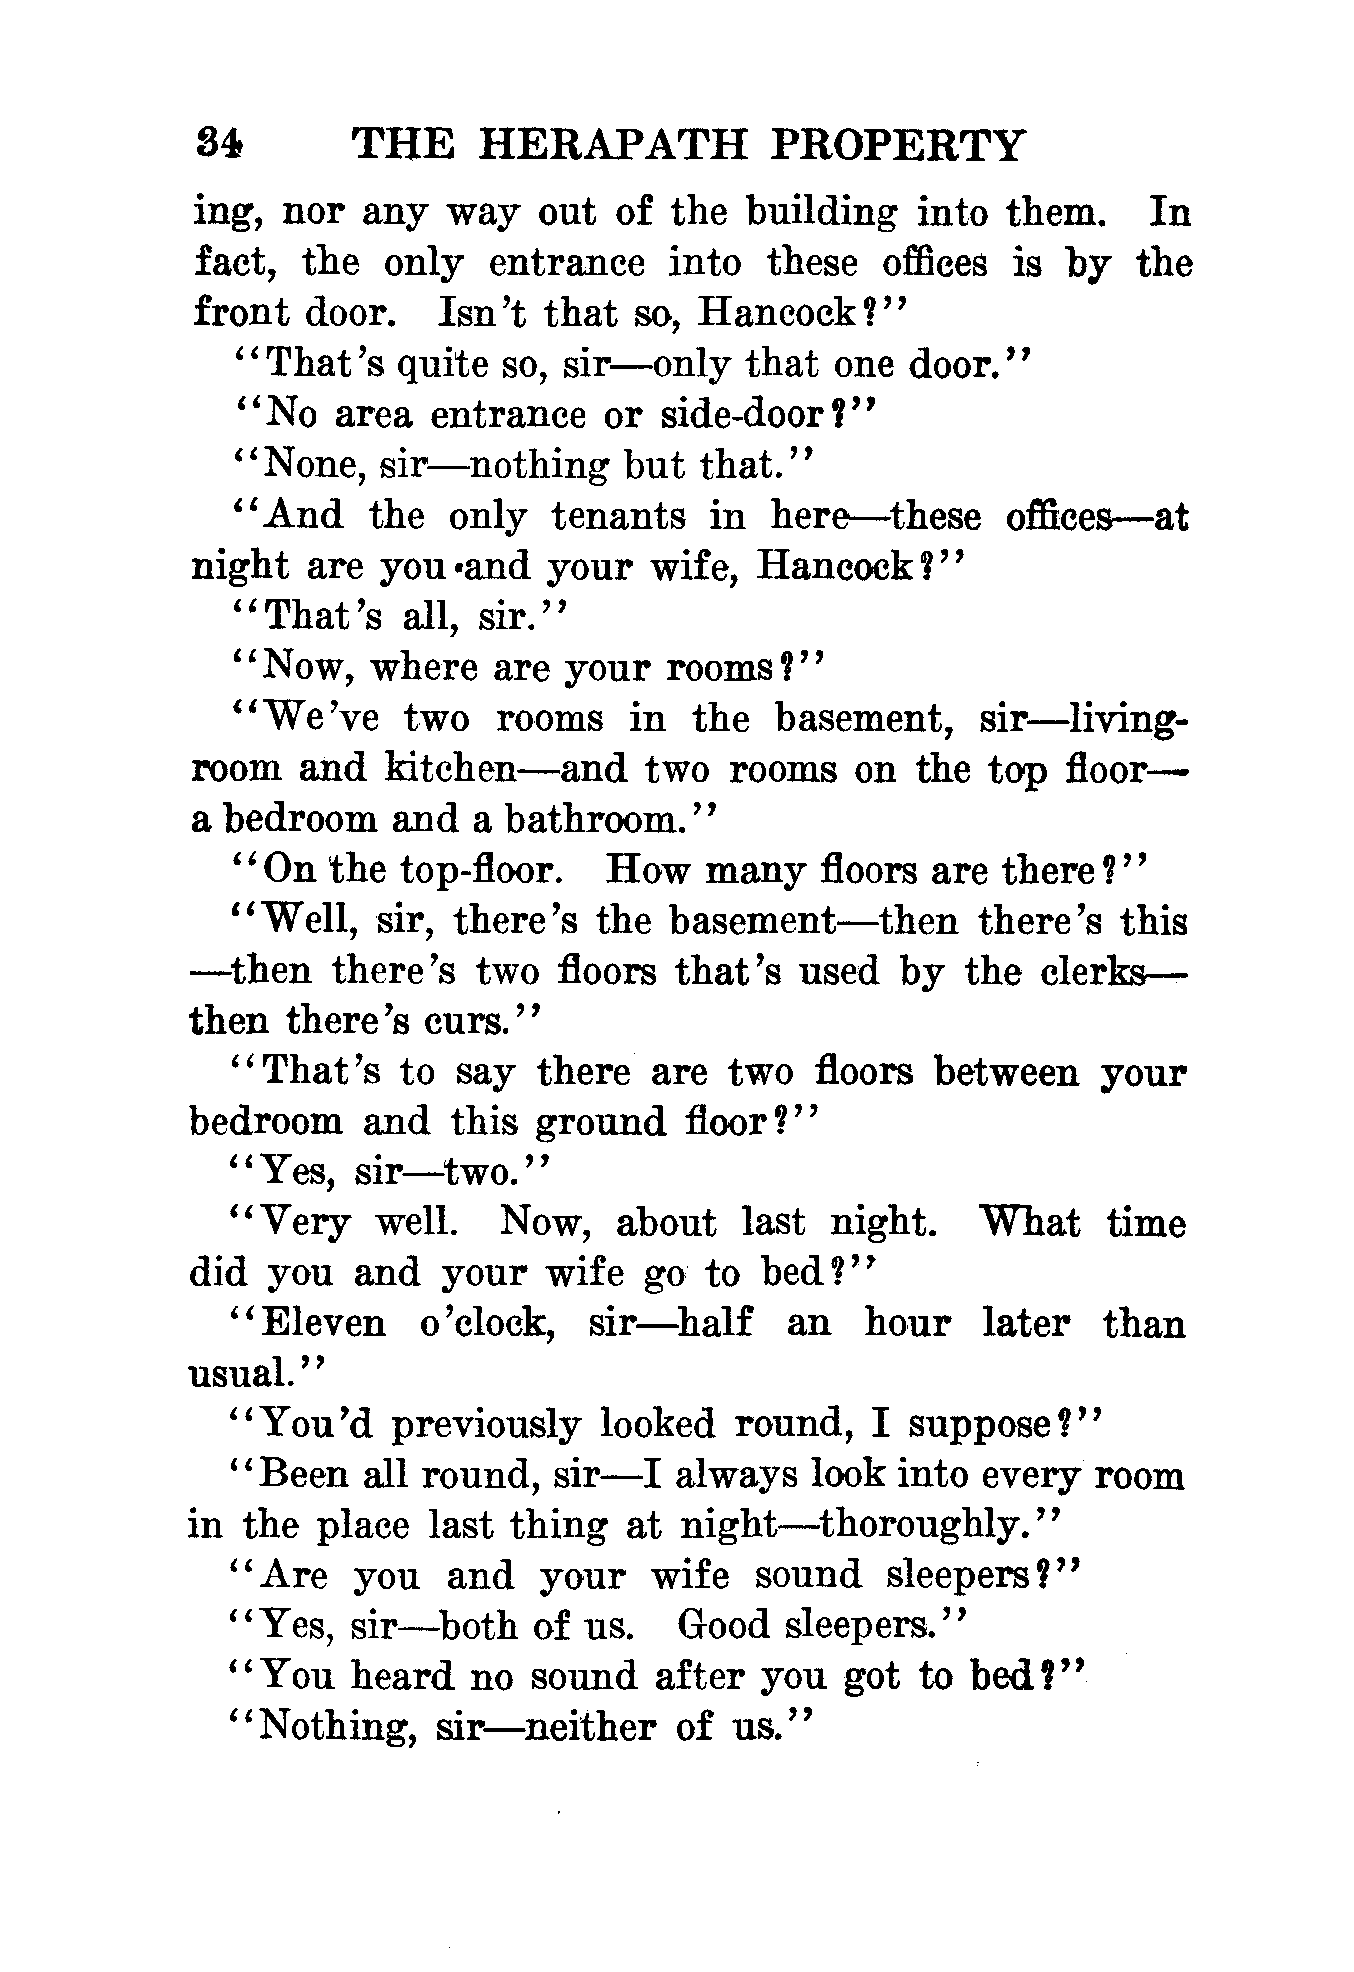 34 THE HERAPATH PROPERTY
ing, nor any way out of the building into them. In
fact, the only entrance into these offices is by the
front door. Isn't that so, Hancock?"
"That's quite so, sir—only that one door."
"No area entrance or side-door?"
"None, sir—nothing but that."
"And the only tenants in here—these offices—at
night are you and your wife, Hancock?"
"That's all, sir."
"Now, where are your rooms?"
"We've two rooms in the basement, sir—living-
room and kitchen—and two rooms on the top floor—
a bedroom and a bathroom."
"On the top-floor. How many floors are there?"
"Well, sir, there's the basement—then there's this
—then there's two floors that's used by the clerks—
then there's curs."
"That's to say there are two floors between your
bedroom and this ground floor?"
"Yes, sir—two."
"Very well. Now, about last night. What time
did you and your wife go to bed?"
"Eleven o'clock, sir—half an hour later than
usual."
"You'd previously looked round, I suppose?"
"Been all round, sir—I always look into every room
in the place last thing at night—thoroughly."
"Are you and your wife sound sleepers?"
"Yes, sir—both of us. Good sleepers."
"You heard no sound after you got to bed?"
"Nothing, sir—neither of us."